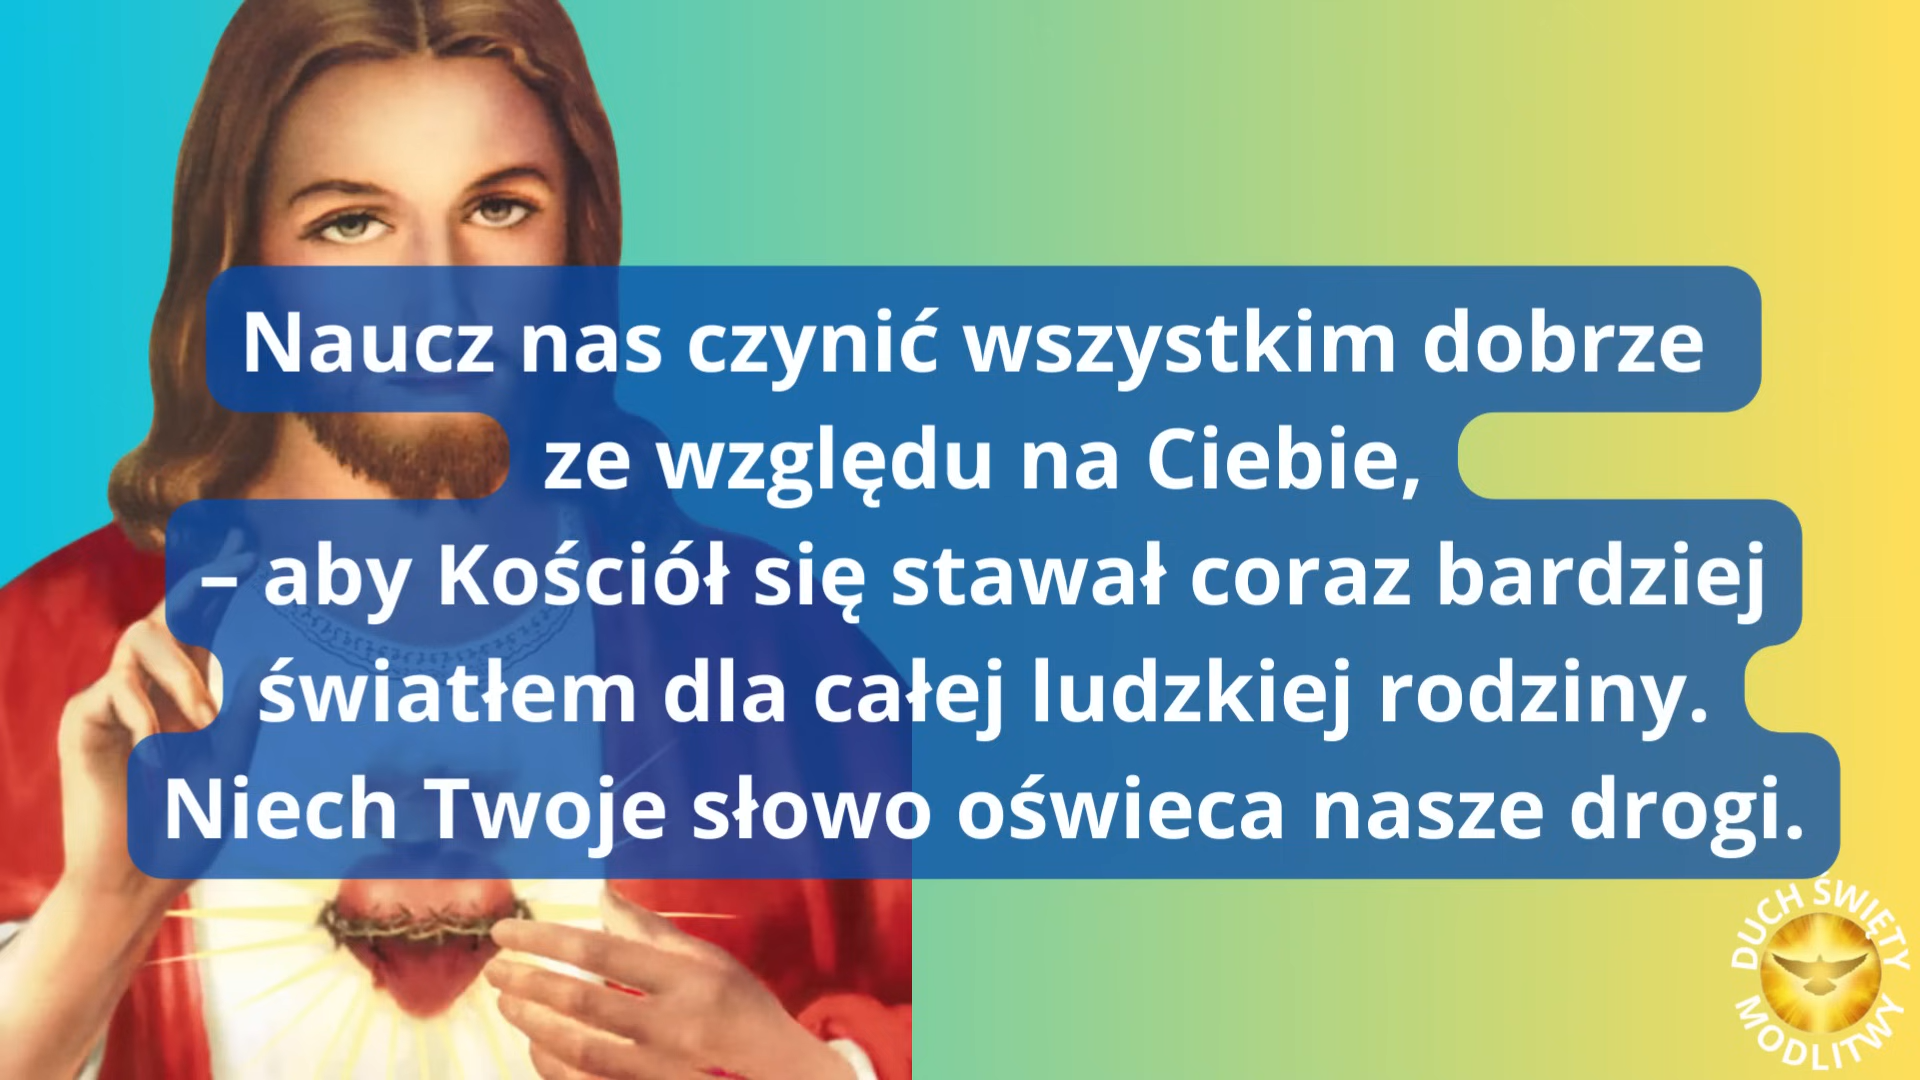 Naucz nas czynić wszystkim dobrze
ze względu na Ciebie,
– aby Kościół się stawał coraz bardziej
światłem dla całej ludzkiej rodziny.
Niech Twoje słowo oświeca nasze drogi.
DUCH ŚWIĘTY
MODLITWY